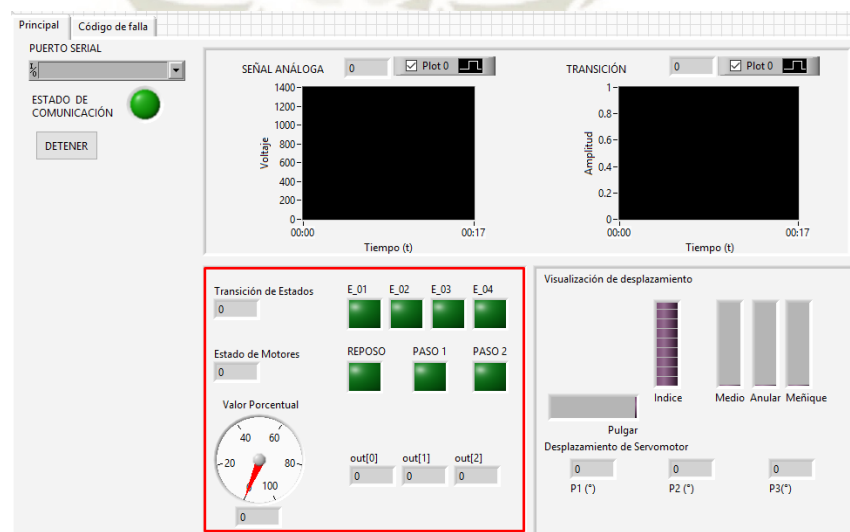 Principal Código de falla
PUERTO SERIAL
I/0
ESTADO DE
COMUNICACIÓN
DETENER
SEÑAL ANÁLOGA 0 Plot 0
1400
1200
1000
800
600
400
200
0
Voltaje
00:00 00:17
Tiempo (t)
TRANSICIÓN 0 Plot 0
1
0.8
0.6
0.4
0.2
0
Amplitud
00:00 00:17
Tiempo (t)
Transición de Estados
0
E_01 E_02 E_03 E_04
Estado de Motores
0
REPOSO PASO 1 PASO 2
Valor Porcentual
40 60
20 80
100
0
out[0] out[1] out[2]
0 0 0
Visualización de desplazamiento
Indice Medio Anular Meñique
Pulgar
Desplazamiento de Servomotor
0 0 0
P1 (°) P2 (°) P3(°)